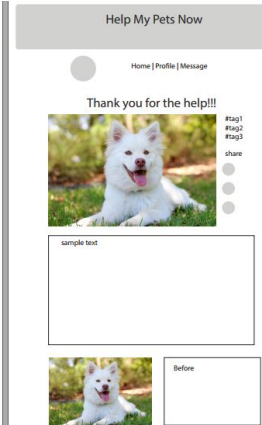 Help My Pets Now
Home | Profile | Message
Thank you for the help!!!
#tag1
#tag2
#tag3
share
sample text
Before